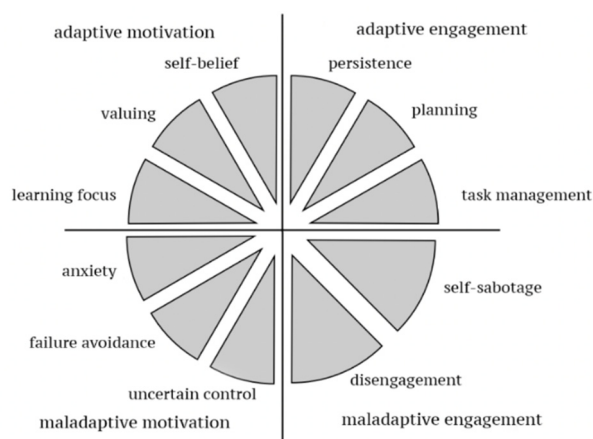 adaptive motivation
adaptive engagement
self-belief
persistence
valuing
planning
learning focus
task management
anxiety
self-sabotage
failure avoidance
disengagement
uncertain control
maladaptive motivation
maladaptive engagement